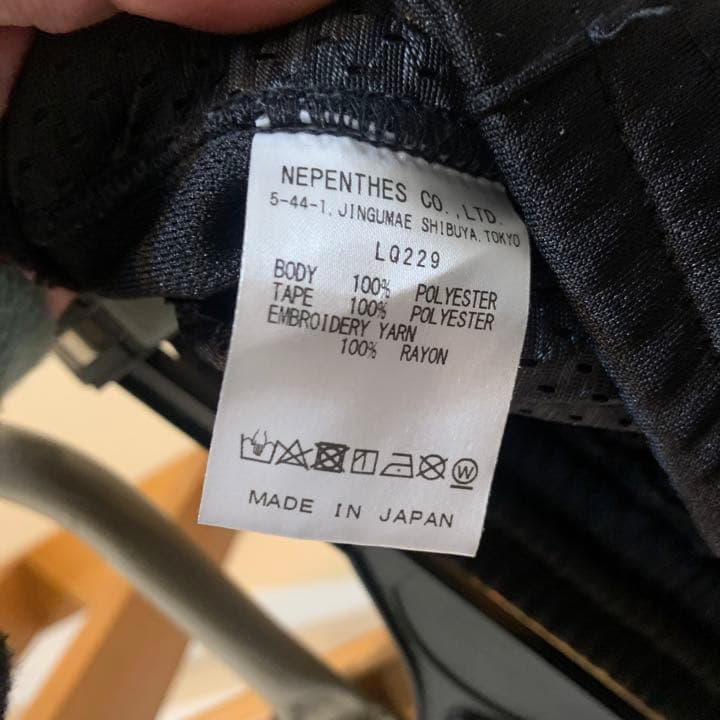 NEPENTHES CO.,LTD.
5-44-1, JINGUMAE SHIBUYA, TOKYO
LQ229
BODY 100% POLYESTER
TAPE 100% POLYESTER
EMBROIDERY YARN
100% RAYON
W
MADE IN JAPAN